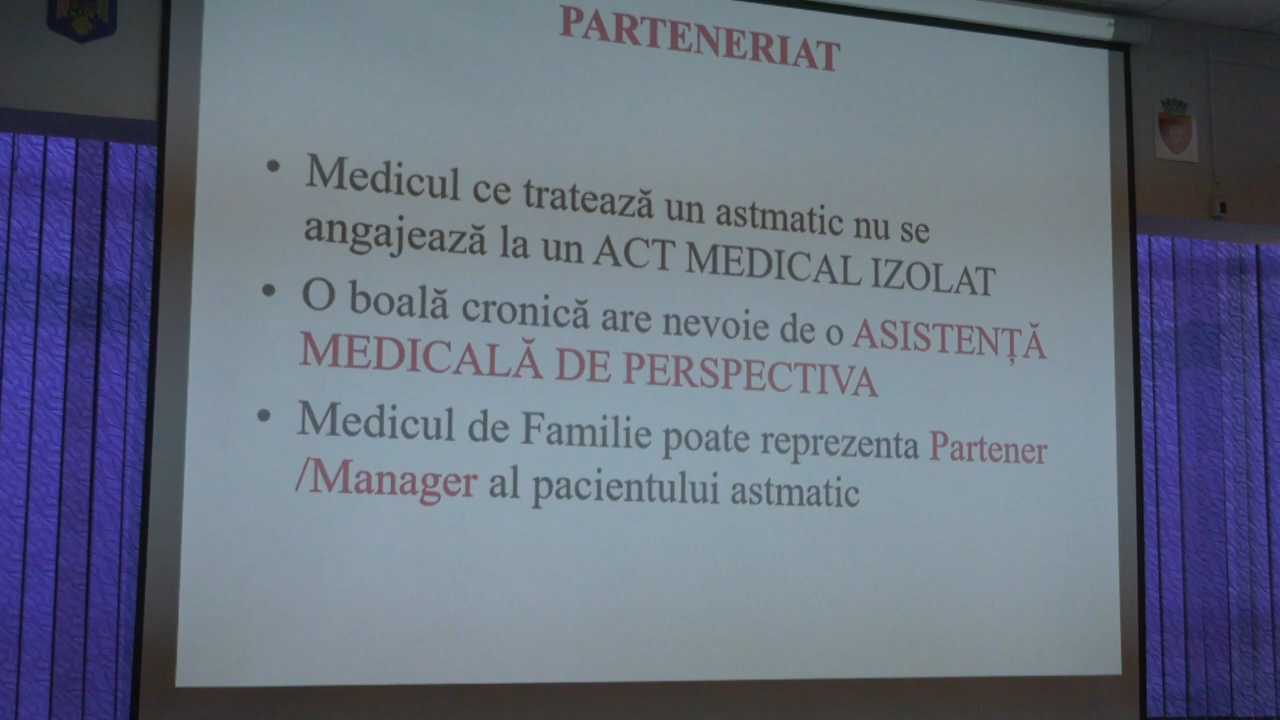 PARTENERIAT
• Medicul ce tratează un astmatic nu se
angajează la un ACT MEDICAL IZOLAT
• O boală cronică are nevoie de o ASISTENȚĂ
MEDICALĂ DE PERSPECTIVA
• Medicul de Familie poate reprezenta Partener
/Manager al pacientului astmatic